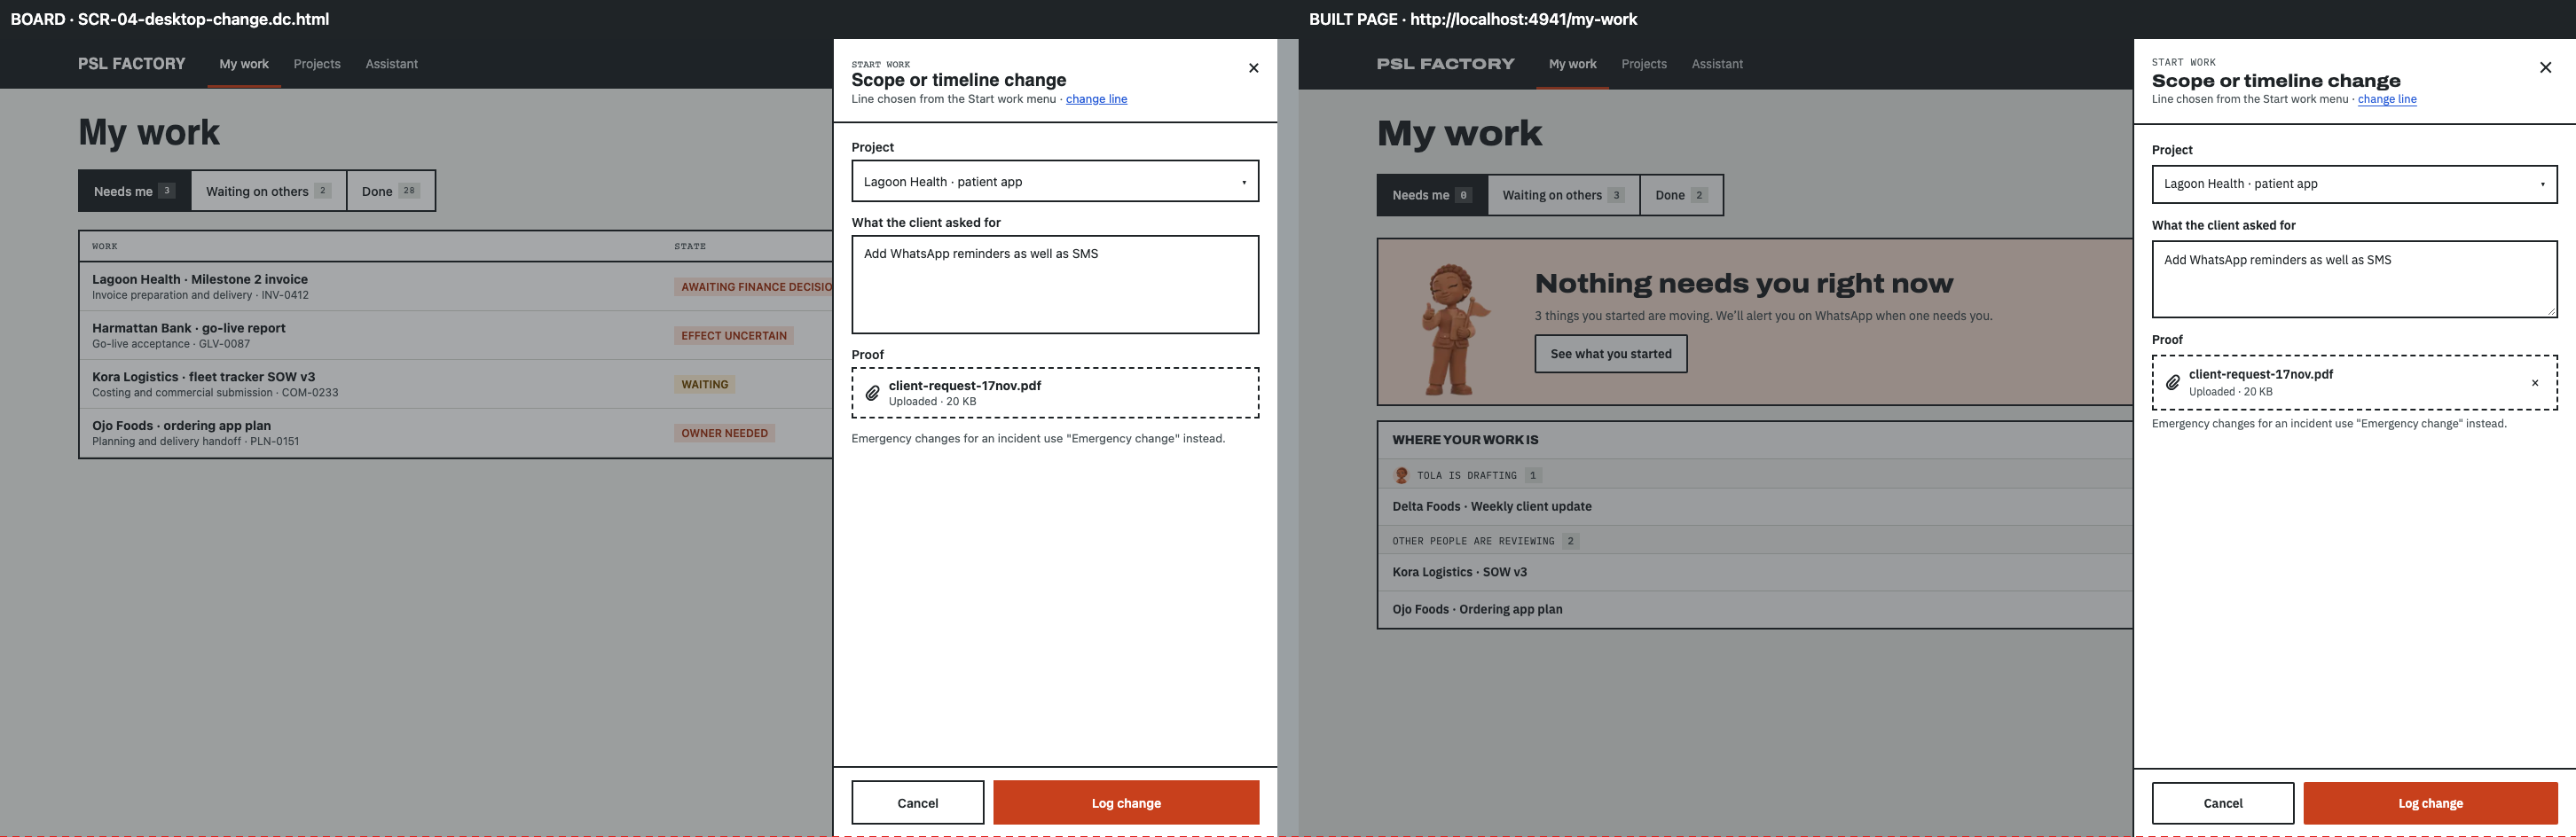 BOARD · SCR-04-desktop-change.dc.html
PSL FACTORY
My work
Projects
Assistant
My work
Needs me 3
Waiting on others 2
Done 28
WORK
STATE
Lagoon Health · Milestone 2 invoice
Invoice preparation and delivery · INV-0412
AWAITING FINANCE DECISIO
Harmattan Bank · go-live report
Go-live acceptance · GLV-0087
EFFECT UNCERTAIN
Kora Logistics · fleet tracker SOW v3
Costing and commercial submission · COM-0233
WAITING
Ojo Foods · ordering app plan
Planning and delivery handoff · PLN-0151
OWNER NEEDED
START WORK
Scope or timeline change
Line chosen from the Start work menu · change line
✕
Project
Lagoon Health · patient app
What the client asked for
Add WhatsApp reminders as well as SMS
Proof
client-request-17nov.pdf
Uploaded · 20 KB
Emergency changes for an incident use "Emergency change" instead.
Cancel
Log change
BUILT PAGE · http://localhost:4941/my-work
PSL FACTORY
My work
Projects
Assistant
My work
Needs me 0
Waiting on others 3
Done 2
Nothing needs you right now
3 things you started are moving. We'll alert you on WhatsApp when one needs you.
See what you started
WHERE YOUR WORK IS
TOLA IS DRAFTING 1
Delta Foods · Weekly client update
OTHER PEOPLE ARE REVIEWING 2
Kora Logistics · SOW v3
Ojo Foods · Ordering app plan
START WORK
Scope or timeline change
Line chosen from the Start work menu · change line
✕
Project
Lagoon Health · patient app
What the client asked for
Add WhatsApp reminders as well as SMS
Proof
client-request-17nov.pdf
Uploaded · 20 KB
×
Emergency changes for an incident use "Emergency change" instead.
Cancel
Log change